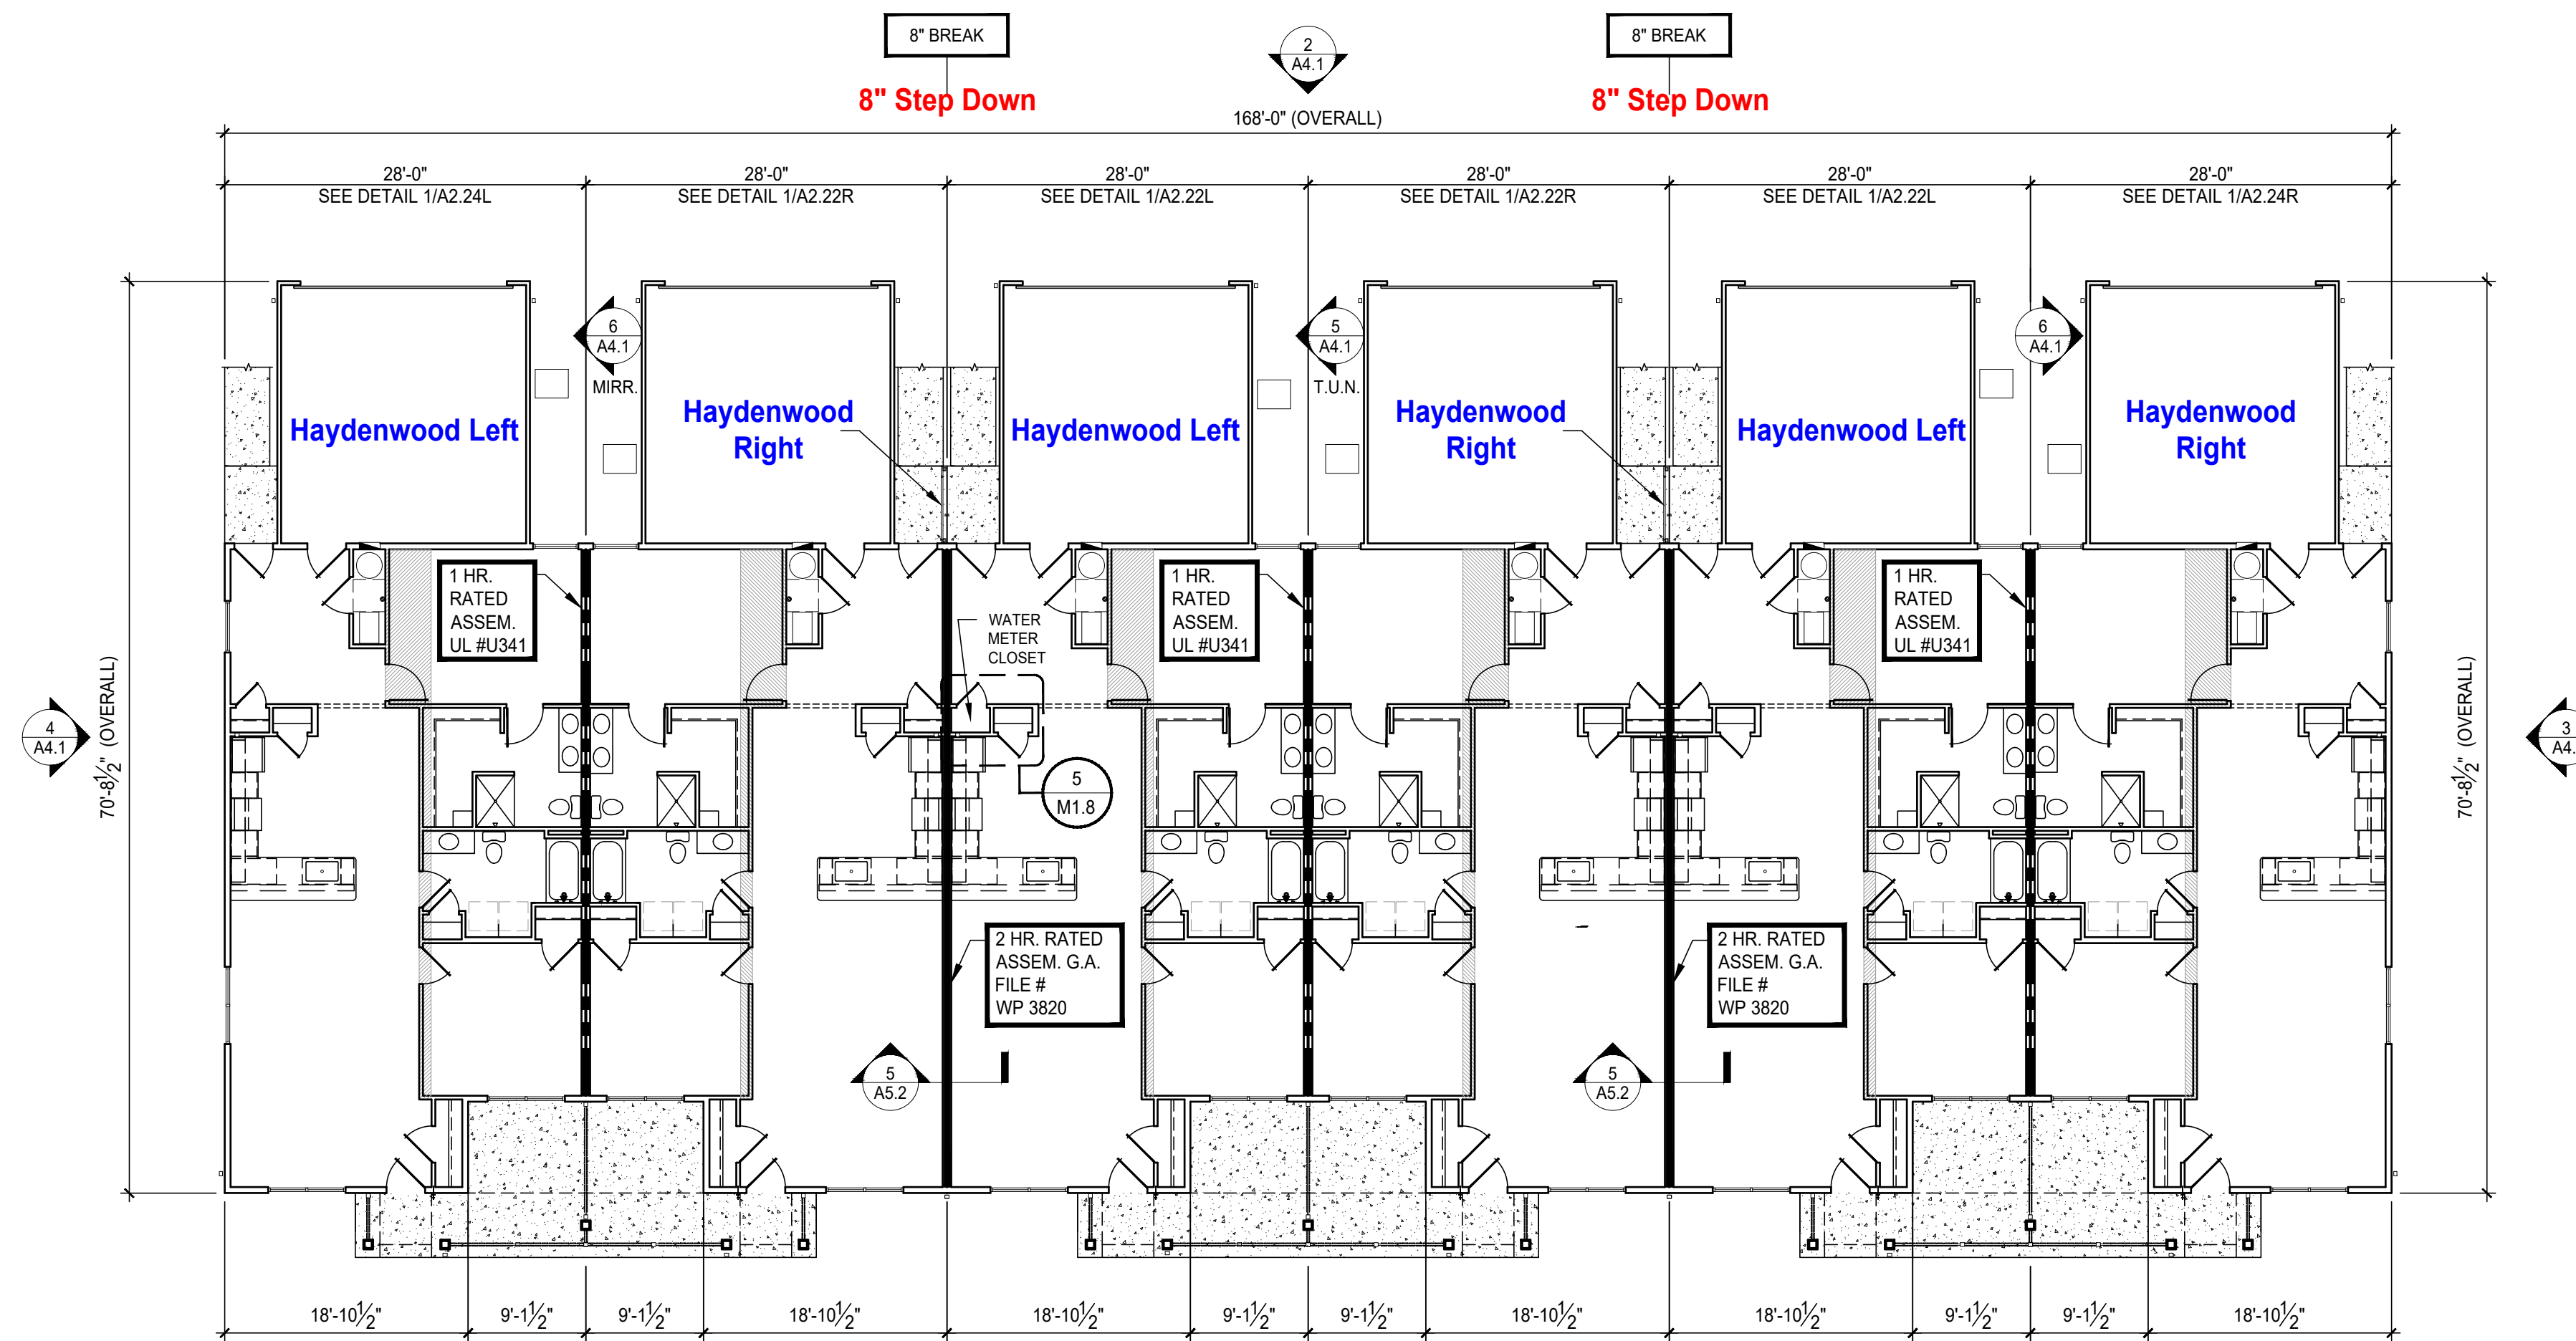 8" BREAK
8" BREAK
2
A4.1
8" Step Down
8" Step Down
168'-0" (OVERALL)
28'-0"
28'-0"
28'-0"
28'-0"
28'-0"
28'-0"
SEE DETAIL 1/A2.24L
SEE DETAIL 1/A2.22R
SEE DETAIL 1/A2.22L
SEE DETAIL 1/A2.22R
SEE DETAIL 1/A2.22L
SEE DETAIL 1/A2.24R
6
A4.1
MIRR.
5
A4.1
T.U.N.
6
A4.1
Haydenwood Left
Haydenwood
Right
Haydenwood Left
Haydenwood
Right
Haydenwood Left
Haydenwood
Right
1 HR.
RATED
ASSEM.
UL #U341
WATER
METER
CLOSET
1 HR.
RATED
ASSEM.
UL #U341
1 HR.
RATED
ASSEM.
UL #U341
4
A4.1
70'-8½" (OVERALL)
5
M1.8
70'-8½" (OVERALL)
3
A4.
2 HR. RATED
ASSEM. G.A.
FILE #
WP 3820
2 HR. RATED
ASSEM. G.A.
FILE #
WP 3820
5
A5.2
5
A5.2
18'-10½"
9'-1½"
9'-1½"
18'-10½"
18'-10½"
9'-1½"
9'-1½"
18'-10½"
18'-10½"
9'-1½"
9'-1½"
18'-10½"